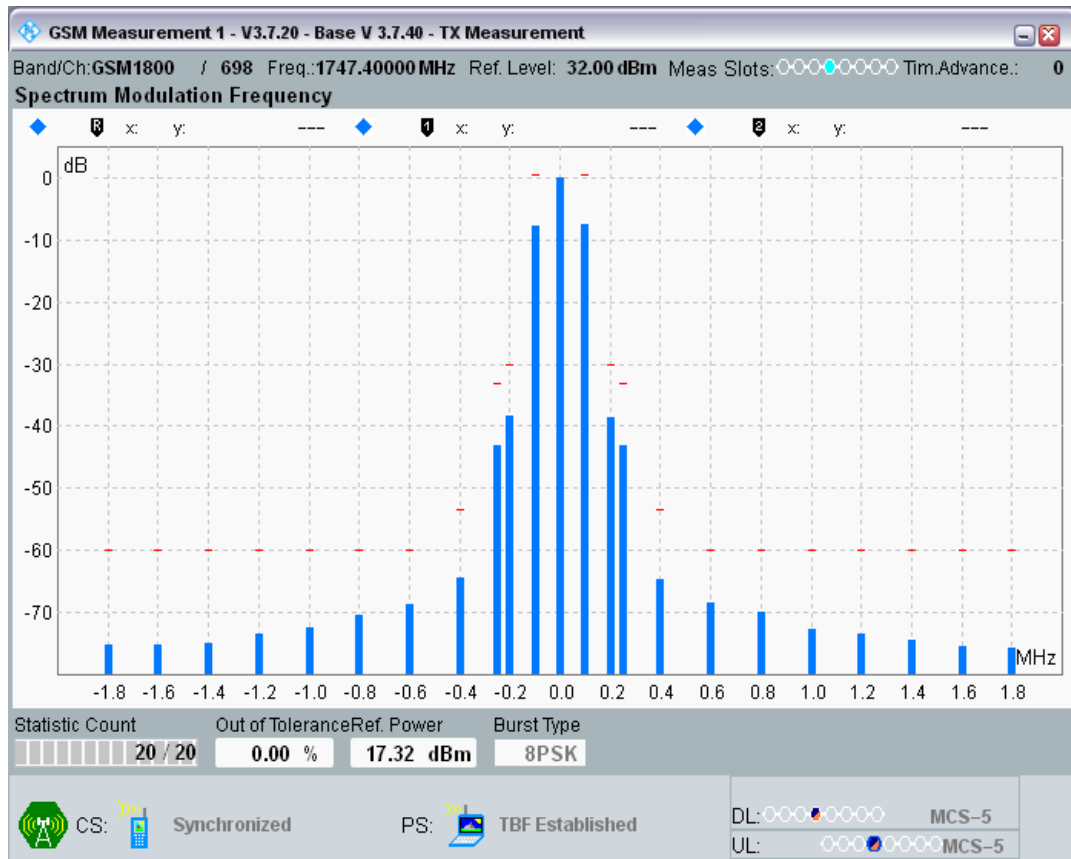 GSM Measurement 1 - V3.7.20 - Base V 3.7.40 - TX Measurement
Band/Ch:GSM1800 / 698 Freq.:1747.40000 MHz Ref. Level: 32.00 dBm Meas Slots: Tim.Advance.: 0
Spectrum Modulation Frequency
R x: y: --- 1 x: y: --- 2 x: y: ---
dB
0
-10
-20
-30
-40
-50
-60
-70
MHz
-1.8 -1.6 -1.4 -1.2 -1.0 -0.8 -0.6 -0.4 -0.2 0.0 0.2 0.4 0.6 0.8 1.0 1.2 1.4 1.6 1.8
Statistic Count Out of Tolerance Ref. Power Burst Type
20 / 20 0.00 % 17.32 dBm 8PSK
CS: Synchronized PS: TBF Established
DL: MCS-5
UL: MCS-5